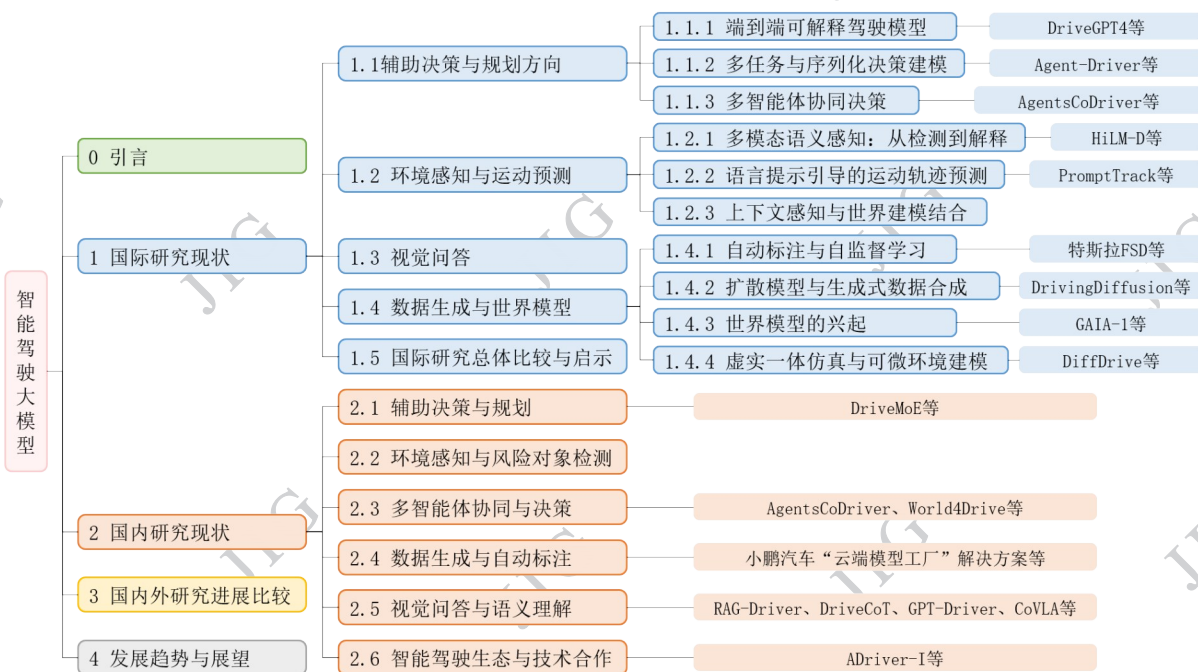 智能驾驶大模型
0 引言
1 国际研究现状
1.1辅助决策与规划方向
1.1.1 端到端可解释驾驶模型
DriveGPT4等
1.1.2 多任务与序列化决策建模
Agent-Driver等
1.1.3 多智能体协同决策
AgentsCoDriver等
1.2 环境感知与运动预测
1.2.1 多模态语义感知：从检测到解释
HiLM-D等
1.2.2 语言提示引导的运动轨迹预测
PromptTrack等
1.2.3 上下文感知与世界建模结合
1.3 视觉问答
1.4 数据生成与世界模型
1.4.1 自动标注与自监督学习
特斯拉FSD等
1.4.2 扩散模型与生成式数据合成
DrivingDiffusion等
1.4.3 世界模型的兴起
GAIA-1等
1.4.4 虚实一体仿真与可微环境建模
DiffDrive等
1.5 国际研究总体比较与启示
2 国内研究现状
2.1 辅助决策与规划
DriveMoE等
2.2 环境感知与风险对象检测
2.3 多智能体协同与决策
AgentsCoDriver、World4Drive等
2.4 数据生成与自动标注
小鹏汽车“云端模型工厂”解决方案等
2.5 视觉问答与语义理解
RAG-Driver、DriveCoT、GPT-Driver、CoVLA等
2.6 智能驾驶生态与技术合作
ADriver-I等
3 国内外研究进展比较
4 发展趋势与展望
JIG
JIG
JIG
JIG
JIG
JIG